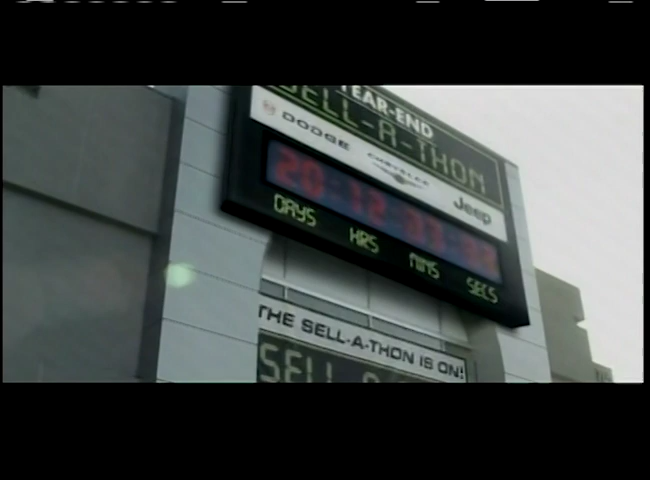 YEAR-END
SELL-A-THON
DODGE CHRYSLER Jeep
DAYS HRS MINS SECS
THE SELL-A-THON IS ON!